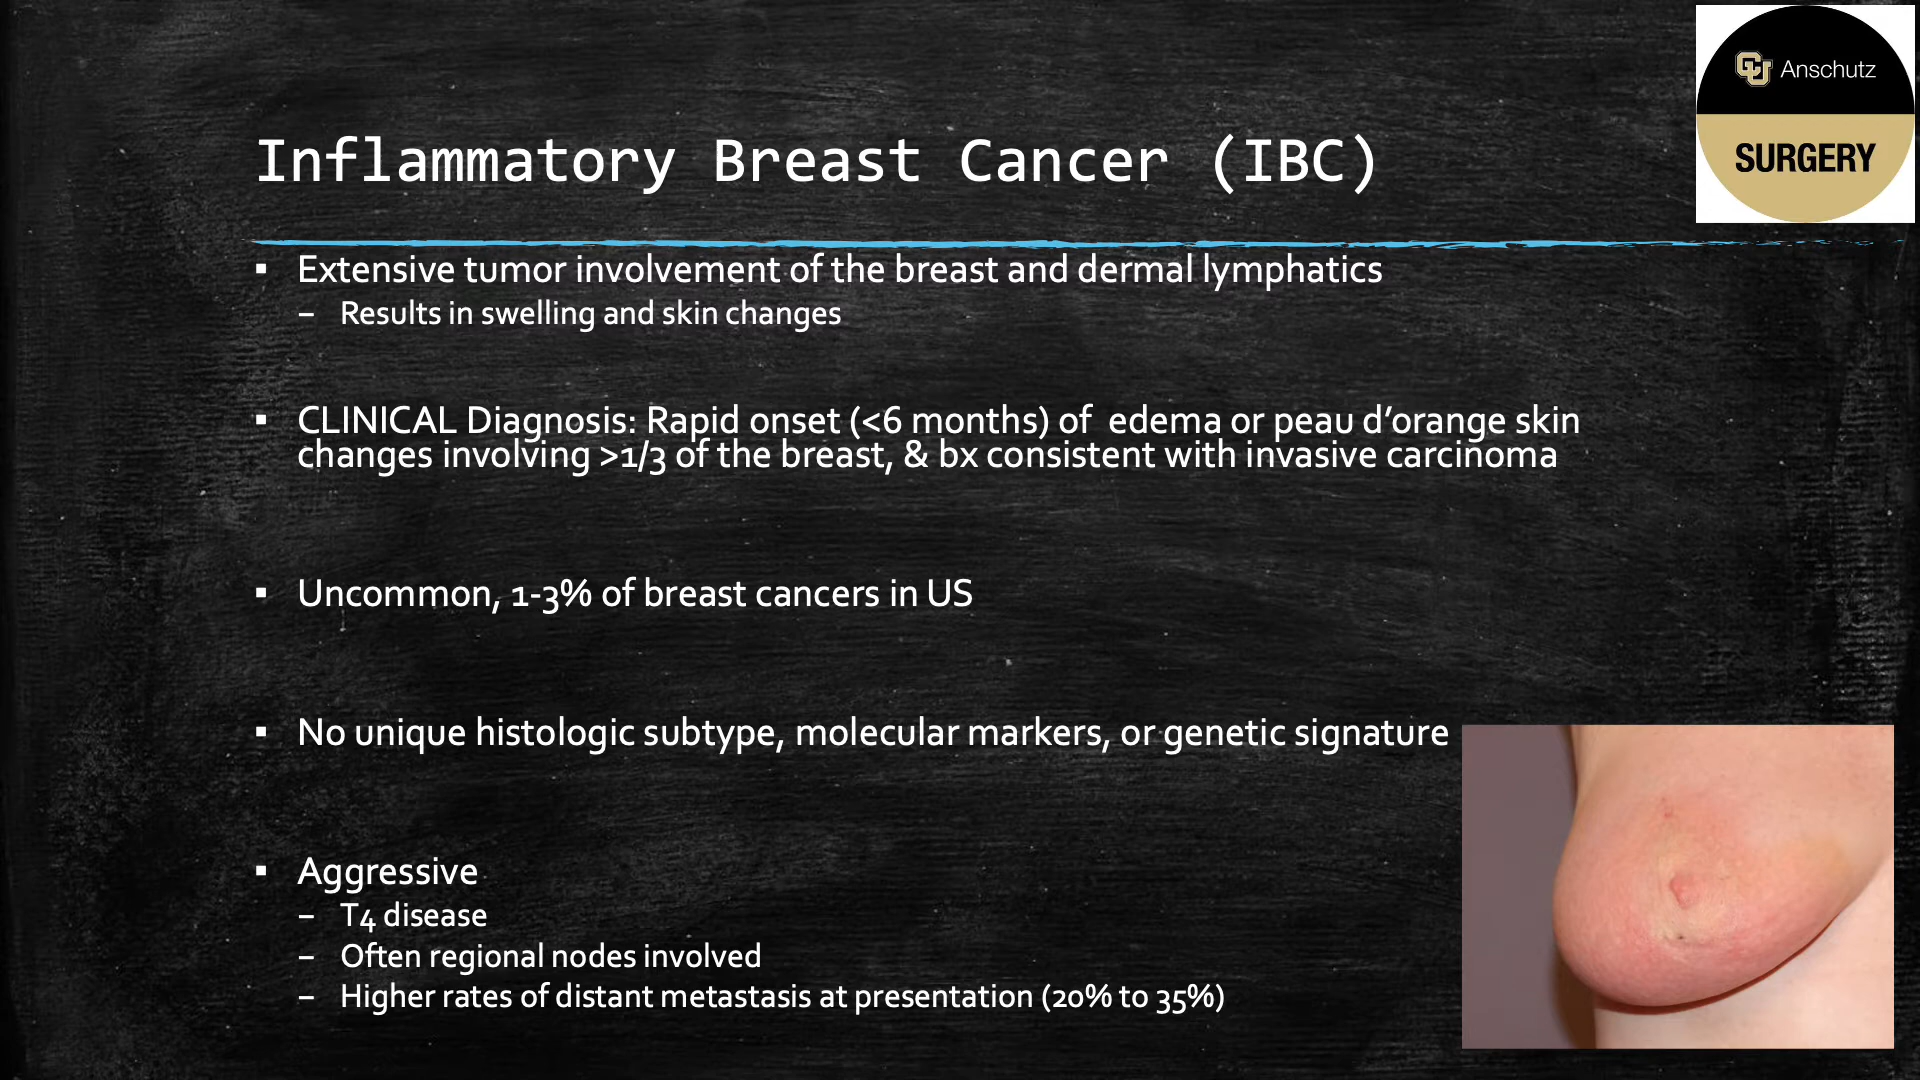 CU Anschutz
SURGERY
Inflammatory Breast Cancer (IBC)
▪ Extensive tumor involvement of the breast and dermal lymphatics
– Results in swelling and skin changes
▪ CLINICAL Diagnosis: Rapid onset (<6 months) of  edema or peau d’orange skin
changes involving >1/3 of the breast, & bx consistent with invasive carcinoma
▪ Uncommon, 1-3% of breast cancers in US
▪ No unique histologic subtype, molecular markers, or genetic signature
▪ Aggressive
– T4 disease
– Often regional nodes involved
– Higher rates of distant metastasis at presentation (20% to 35%)